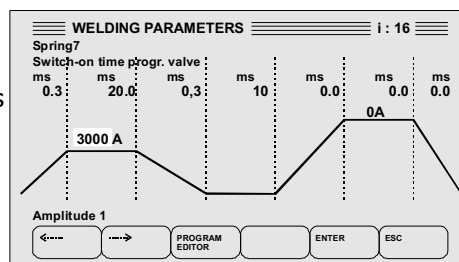 WELDING PARAMETERS i : 16
Spring7
Switch-on time progr. valve
ms ms ms ms ms ms ms
0.3 20.0 0,3 10 0.0 0.0 0.0
0A
3000 A
Amplitude 1
<---- ----> PROGRAM EDITOR ENTER ESC